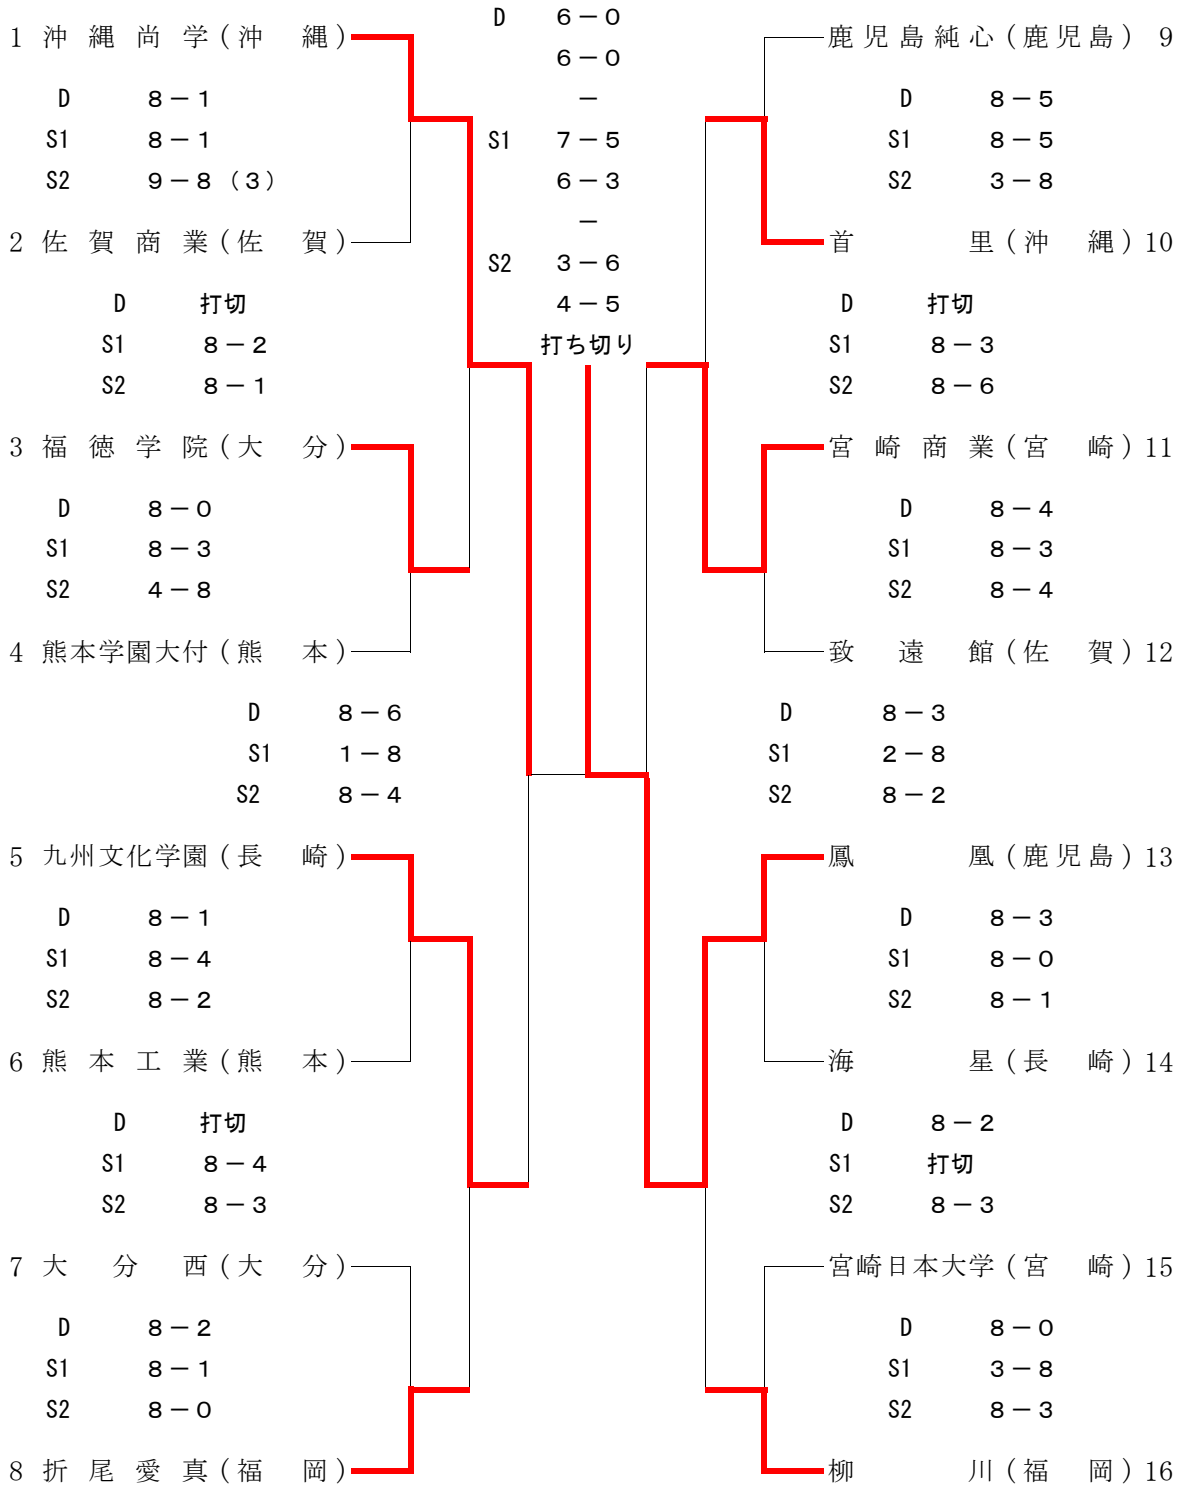 D 6－0
1 沖縄尚学(沖縄)
鹿児島純心(鹿児島) 9
6－0
D 8－1
－
D 8－5
S1 8－1
S1 7－5
S1 8－5
S2 9－8（3）
6－3
S2 3－8
－
2 佐賀商業(佐賀)
首里(沖縄)10
S2 3－6
D 打切
4－5
D 打切
S1 8－2
打ち切り
S1 8－3
S2 8－1
S2 8－6
3 福徳学院(大分)
宮崎商業(宮崎)11
D 8－0
D 8－4
S1 8－3
S1 8－3
S2 4－8
S2 8－4
4 熊本学園大付(熊本)
致遠館(佐賀)12
D 8－6
D 8－3
S1 1－8
S1 2－8
S2 8－4
S2 8－2
5 九州文化学園(長崎)
鳳凰(鹿児島)13
D 8－1
D 8－3
S1 8－4
S1 8－0
S2 8－2
S2 8－1
6 熊本工業(熊本)
海星(長崎)14
D 打切
D 8－2
S1 8－4
S1 打切
S2 8－3
S2 8－3
7 大分西(大分)
宮崎日本大学(宮崎)15
D 8－2
D 8－0
S1 8－1
S1 3－8
S2 8－0
S2 8－3
8 折尾愛真(福岡)
柳川(福岡)16